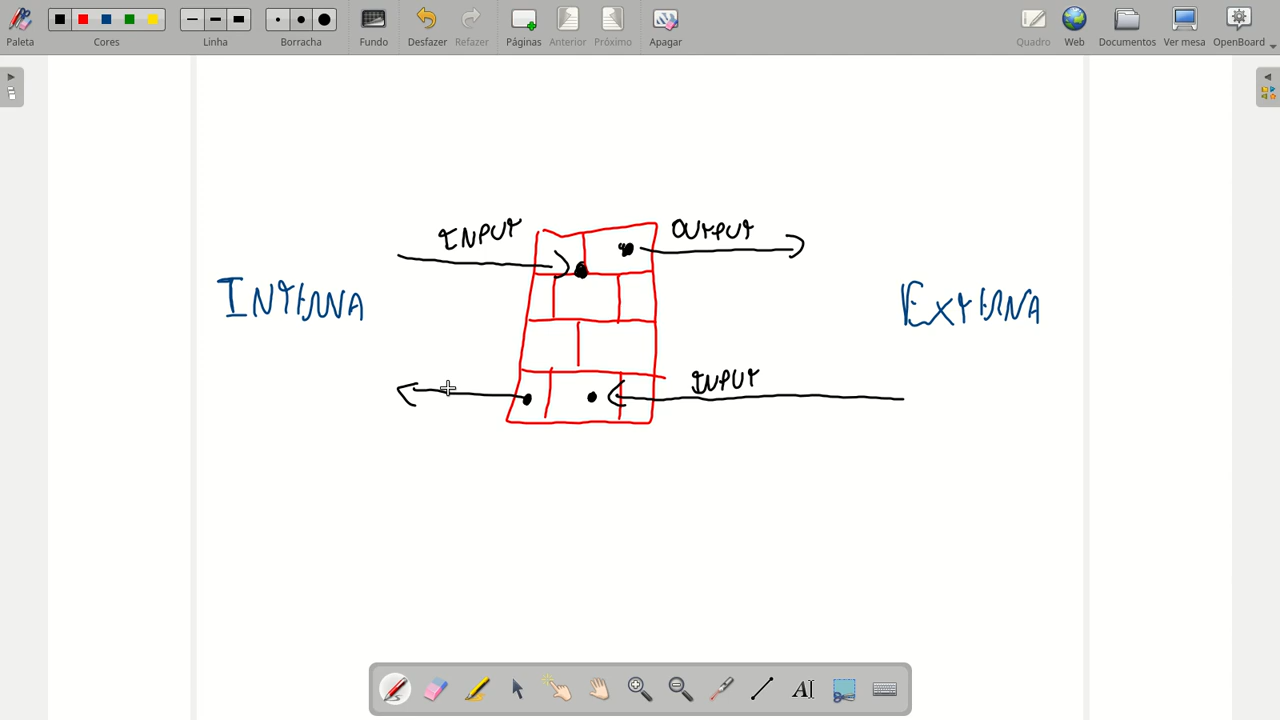 Paleta
Cores
Linha
Borracha
Fundo
Desfazer
Refazer
Páginas
Anterior
Próximo
Apagar
Quadro
Web
Documentos
Ver mesa
OpenBoard
INPUT
OUTPUT
INTERNA
EXTERNA
INPUT